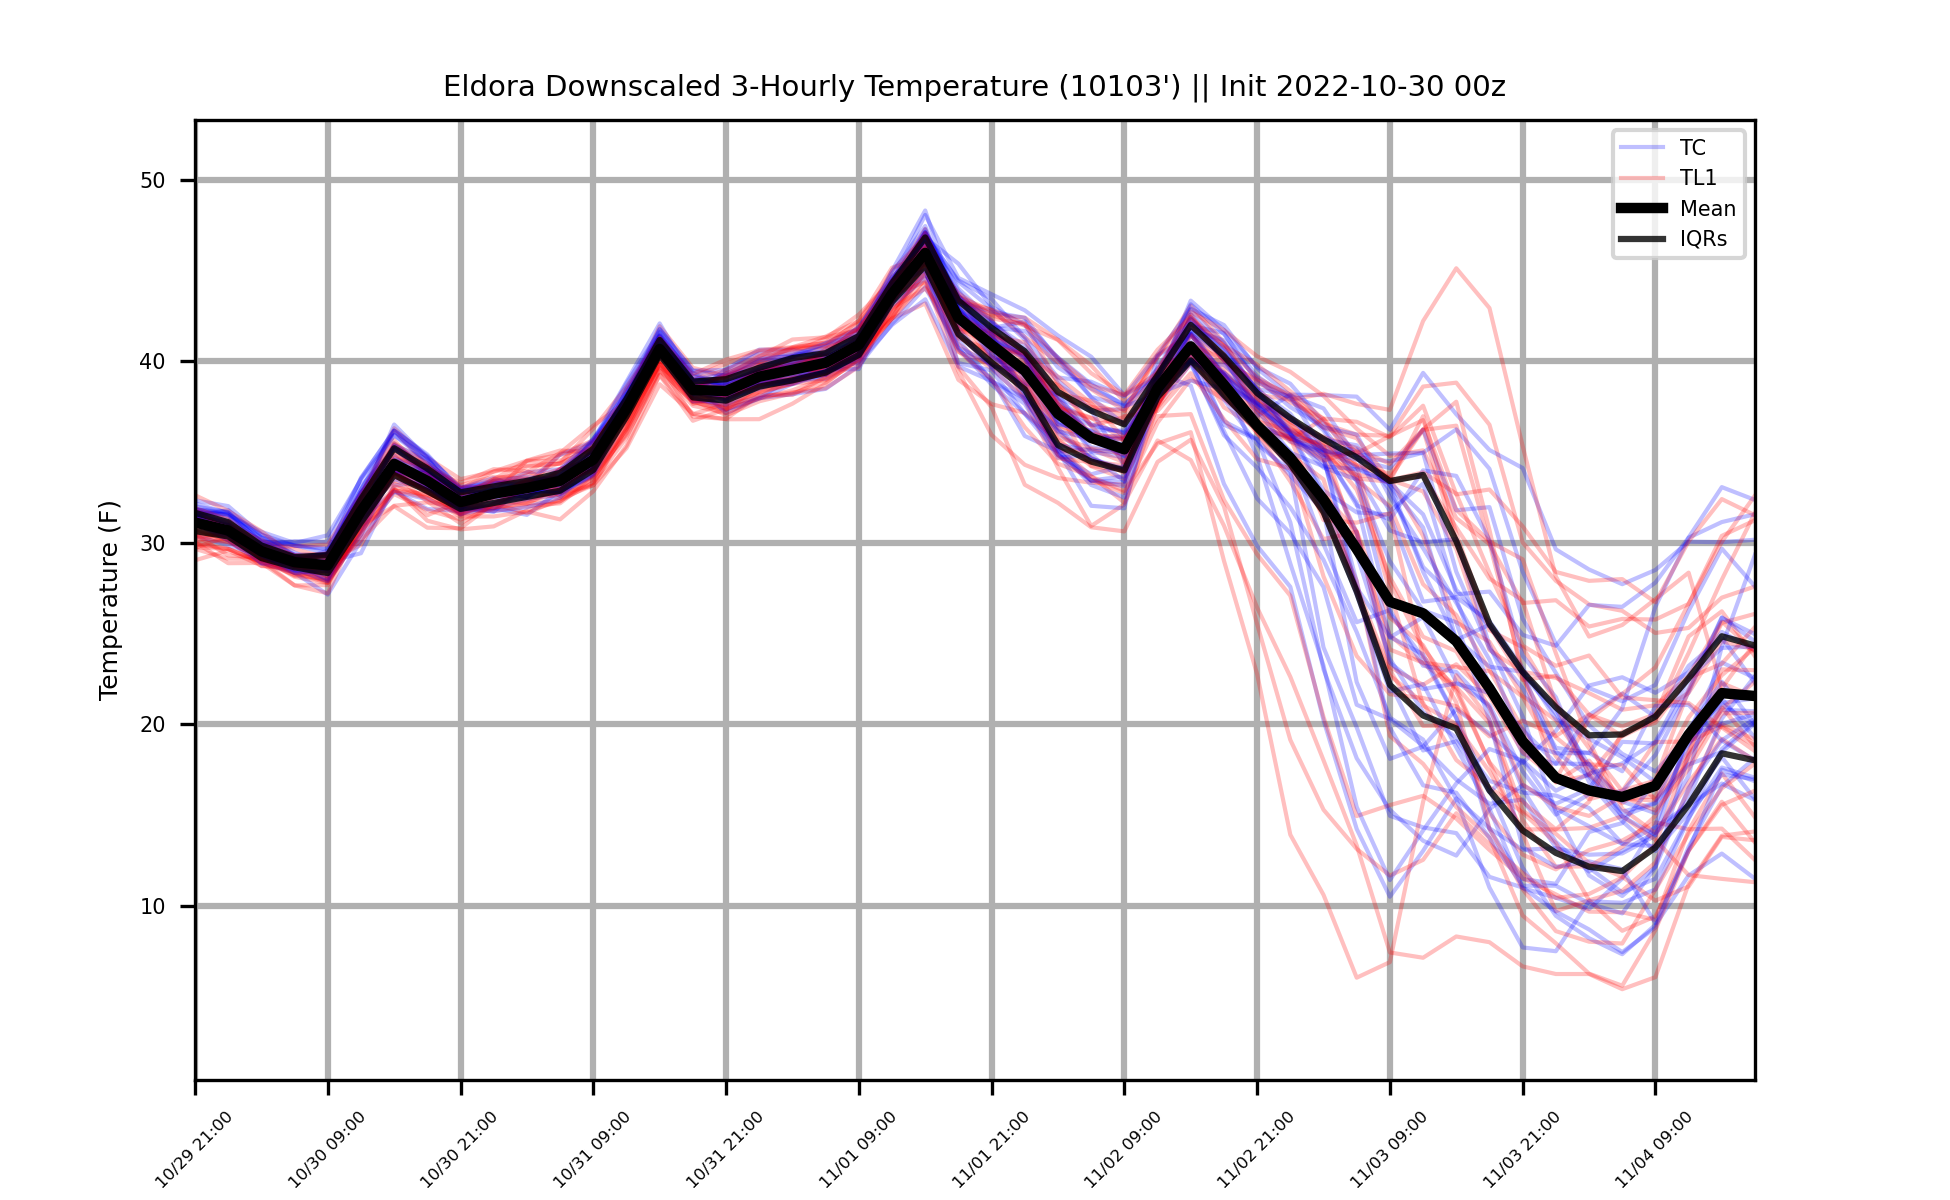 Eldora Downscaled 3-Hourly Temperature (10103') || Init 2022-10-30 00z
TC
TL1
Mean
IQRs
Temperature (F)
50
40
30
20
10
10/29 21:00
10/30 09:00
10/30 21:00
10/31 09:00
10/31 21:00
11/01 09:00
11/01 21:00
11/02 09:00
11/02 21:00
11/03 09:00
11/03 21:00
11/04 09:00